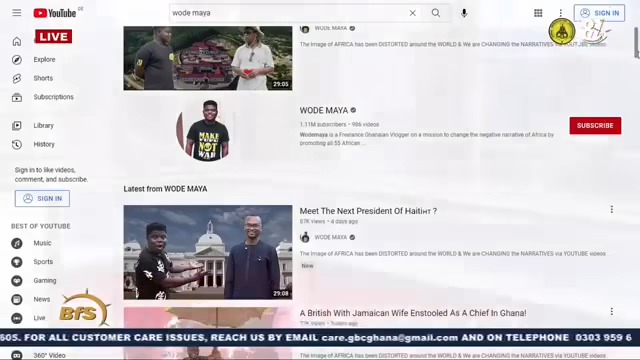 YouTube DE
wode maya
SIGN IN
LIVE
Explore
Shorts
Subscriptions
Library
History
Sign in to like videos,
comment, and subscribe.
SIGN IN
BEST OF YOUTUBE
Music
Sports
Gaming
News
Live
360° Video
WODE MAYA
The Image of AFRICA has been DISTORTED around the WORLD & We are CHANGING the NARRATIVES via YOUTUBE videos
29:05
MAKE
NOT
WAR
WODE MAYA
1.11M subscribers • 986 videos
Wodemaya is a Freelance Ghanaian Vlogger on a mission to change the negative narrative of Africa by
promoting all 55 African ...
SUBSCRIBE
Latest from WODE MAYA
29:08
Meet The Next President Of Haiti HT ?
87K views • 4 days ago
WODE MAYA
The Image of AFRICA has been DISTORTED around the WORLD & We are CHANGING the NARRATIVES via YOUTUBE videos
New
A British With Jamaican Wife Enstooled As A Chief In Ghana!
BfS
605. FOR ALL CUSTOMER CARE ISSUES, REACH US BY EMAIL care.gbcghana@gmail.com AND ON TELEPHONE 0303 959 6